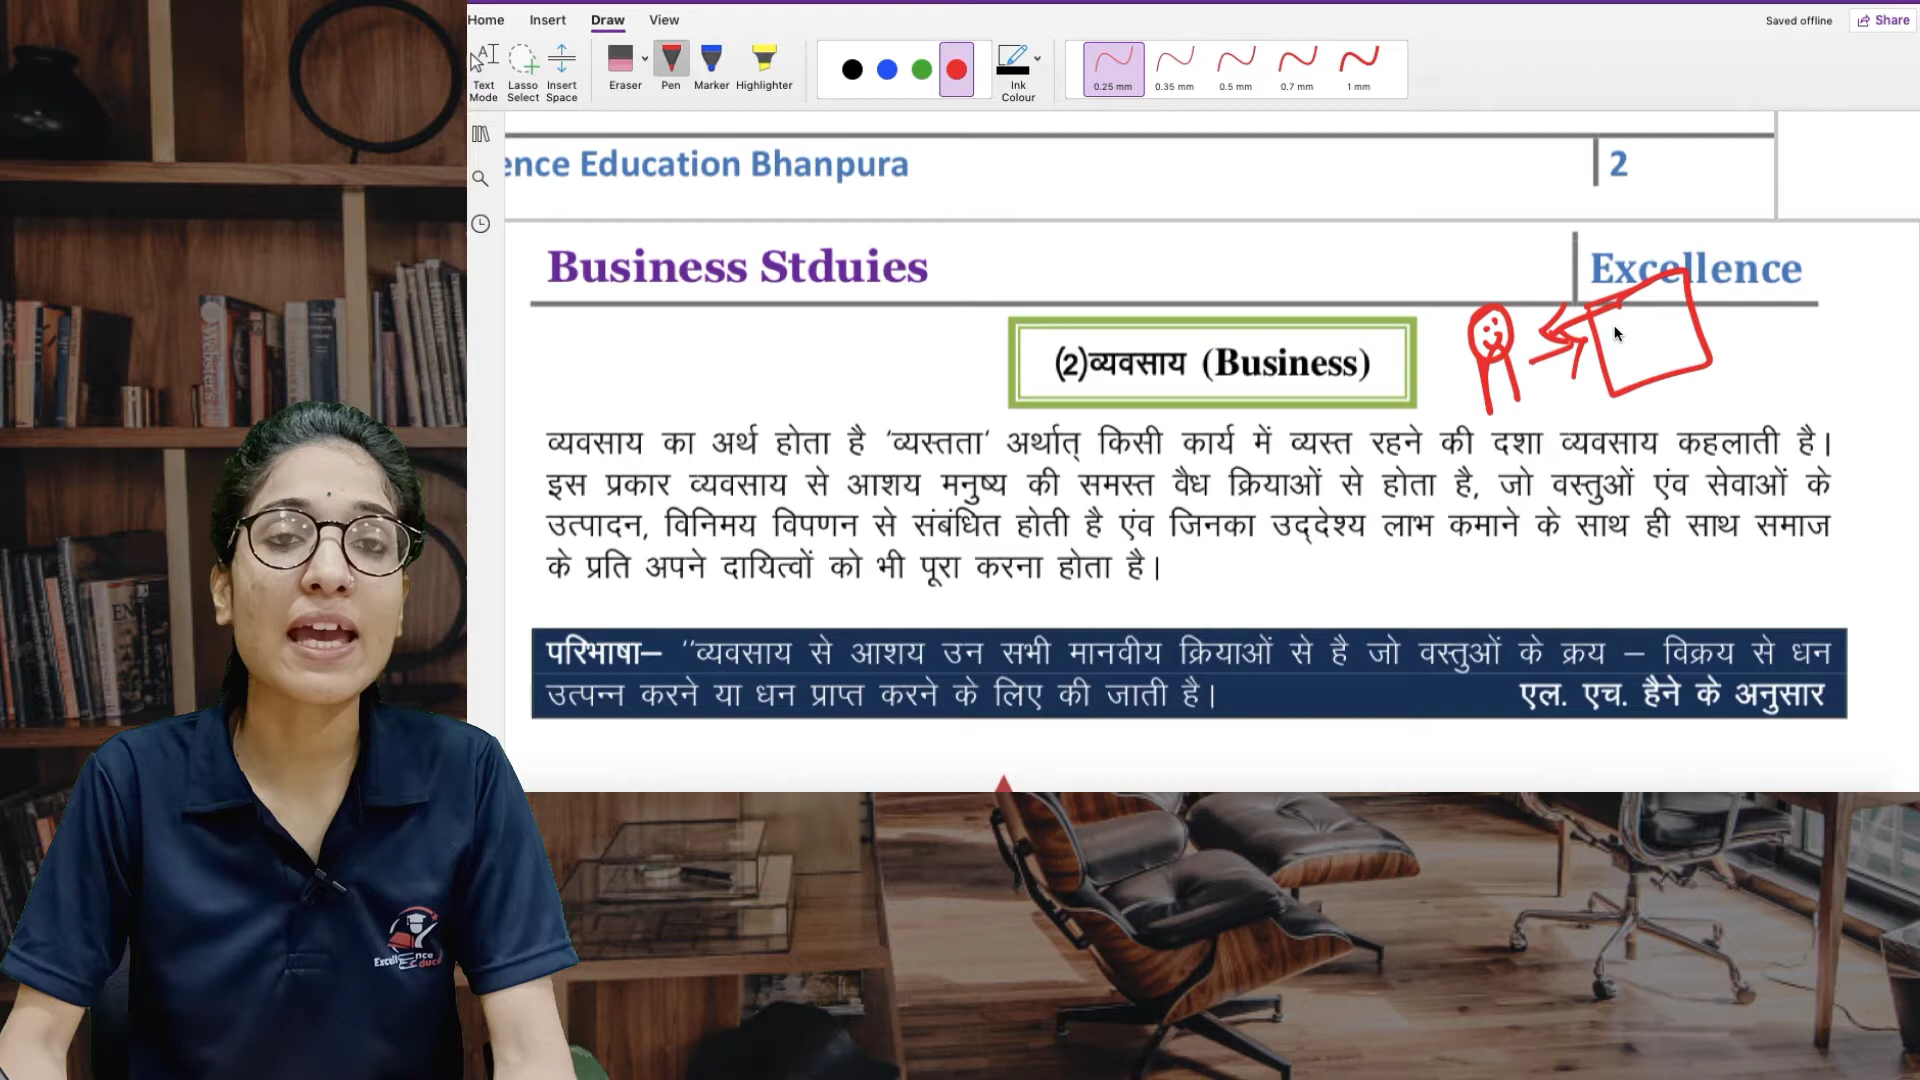 Home Insert Draw View
Saved offline Share
Text Mode
Lasso Select
Insert Space
Eraser
Pen
Marker
Highlighter
Ink Colour
0.25 mm
0.35 mm
0.5 mm
0.7 mm
1 mm
ence Education Bhanpura 2
Business Stduies Excellence
(2)व्यवसाय (Business)
व्यवसाय का अर्थ होता है ‘व्यस्तता’ अर्थात् किसी कार्य में व्यस्त रहने की दशा व्यवसाय कहलाती है।
इस प्रकार व्यवसाय से आशय मनुष्य की समस्त वैध क्रियाओं से होता है, जो वस्तुओं एंव सेवाओं के
उत्पादन, विनिमय विपणन से संबंधित होती है एंव जिनका उद्देश्य लाभ कमाने के साथ ही साथ समाज
के प्रति अपने दायित्वों को भी पूरा करना होता है।
परिभाषा– ‘‘व्यवसाय से आशय उन सभी मानवीय क्रियाओं से है जो वस्तुओं के क्रय – विक्रय से धन
उत्पन्न करने या धन प्राप्त करने के लिए की जाती है। एल. एच. हैने के अनुसार
Webster's